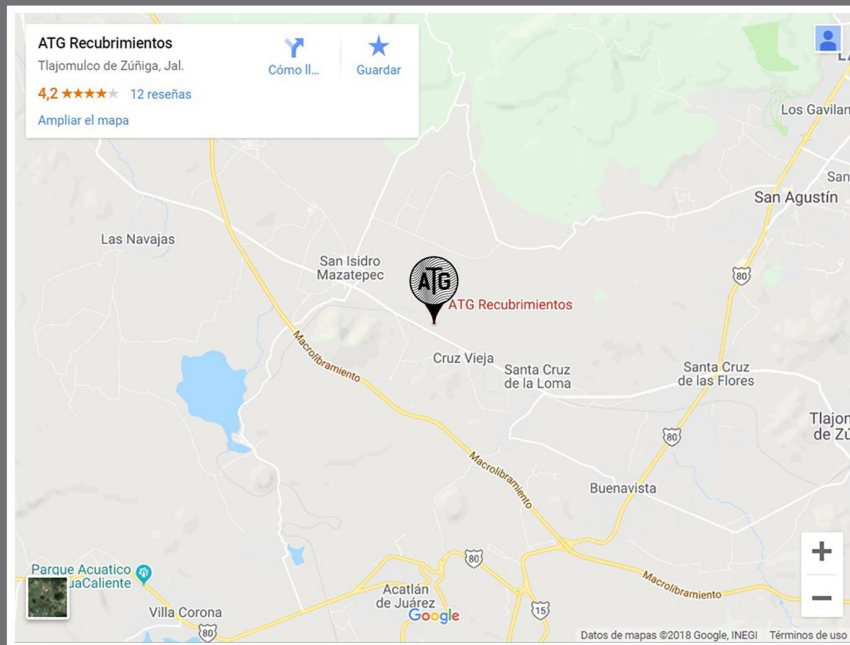 ATG Recubrimientos
Tlajomulco de Zúñiga, Jal.
4,2
12 reseñas
Ampliar el mapa
Cómo ll...
Guardar
Los Gavilan
San
San Agustín
Las Navajas
San Isidro
Mazatepec
80
ATG
ATG Recubrimientos
Macrolibramiento
Cruz Vieja
Santa Cruz
de la Loma
Santa Cruz
de las Flores
Tlajon
de Zú
80
Macrolibramiento
Buenavista
80
Parque Acuatico
uaCaliente
Acatlán
de Juárez
Macrolibramiento
15
Villa Corona
80
Google
Datos de mapas ©2018 Google, INEGI
Términos de uso